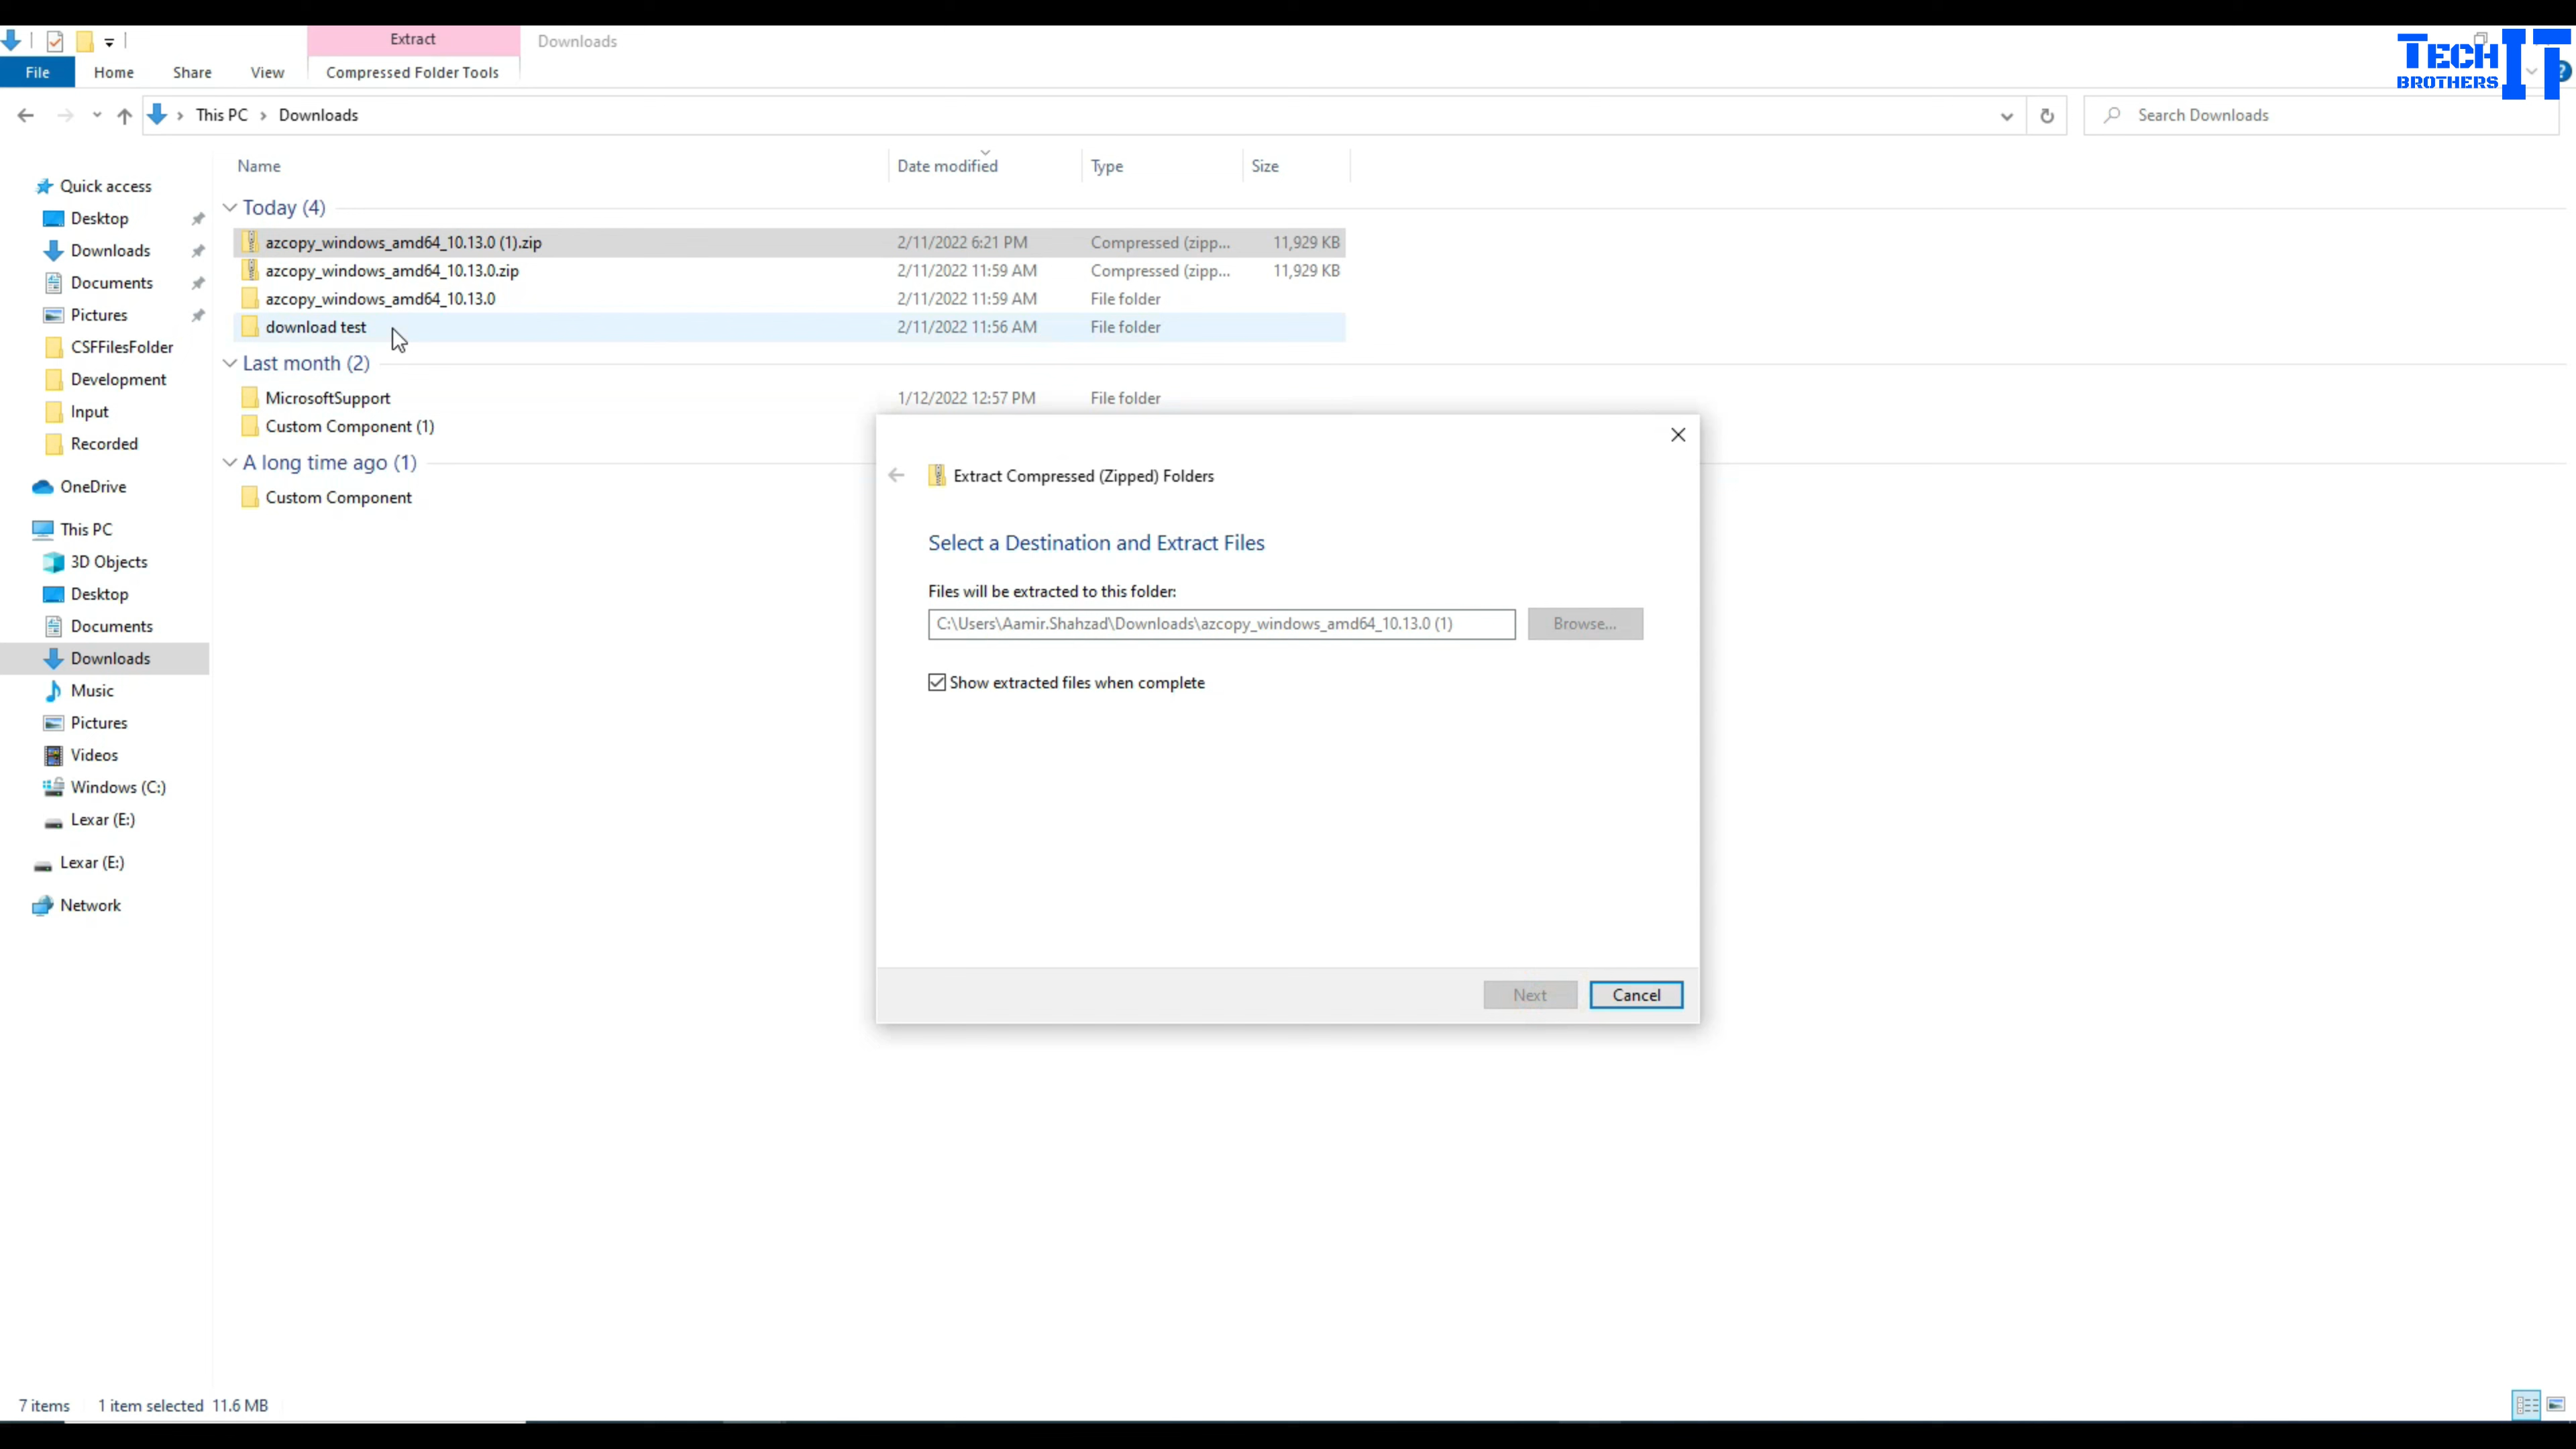 Extract
Downloads
TECH IT
BROTHERS
File
Home
Share
View
Compressed Folder Tools
?
This PC
Downloads
Search Downloads
Name
Date modified
Type
Size
Quick access
Desktop
Downloads
Documents
Pictures
CSFFilesFolder
Development
Input
Recorded
OneDrive
This PC
3D Objects
Desktop
Documents
Downloads
Music
Pictures
Videos
Windows (C:)
Lexar (E:)
Lexar (E:)
Network
Today (4)
azcopy_windows_amd64_10.13.0 (1).zip 2/11/2022 6:21 PM Compressed (zipp... 11,929 KB
azcopy_windows_amd64_10.13.0.zip 2/11/2022 11:59 AM Compressed (zipp... 11,929 KB
azcopy_windows_amd64_10.13.0 2/11/2022 11:59 AM File folder
download test 2/11/2022 11:56 AM File folder
Last month (2)
MicrosoftSupport 1/12/2022 12:57 PM File folder
Custom Component (1)
A long time ago (1)
Custom Component
Extract Compressed (Zipped) Folders
Select a Destination and Extract Files
Files will be extracted to this folder:
C:\Users\Aamir.Shahzad\Downloads\azcopy_windows_amd64_10.13.0 (1)
Browse...
Show extracted files when complete
Next
Cancel
7 items
1 item selected 11.6 MB